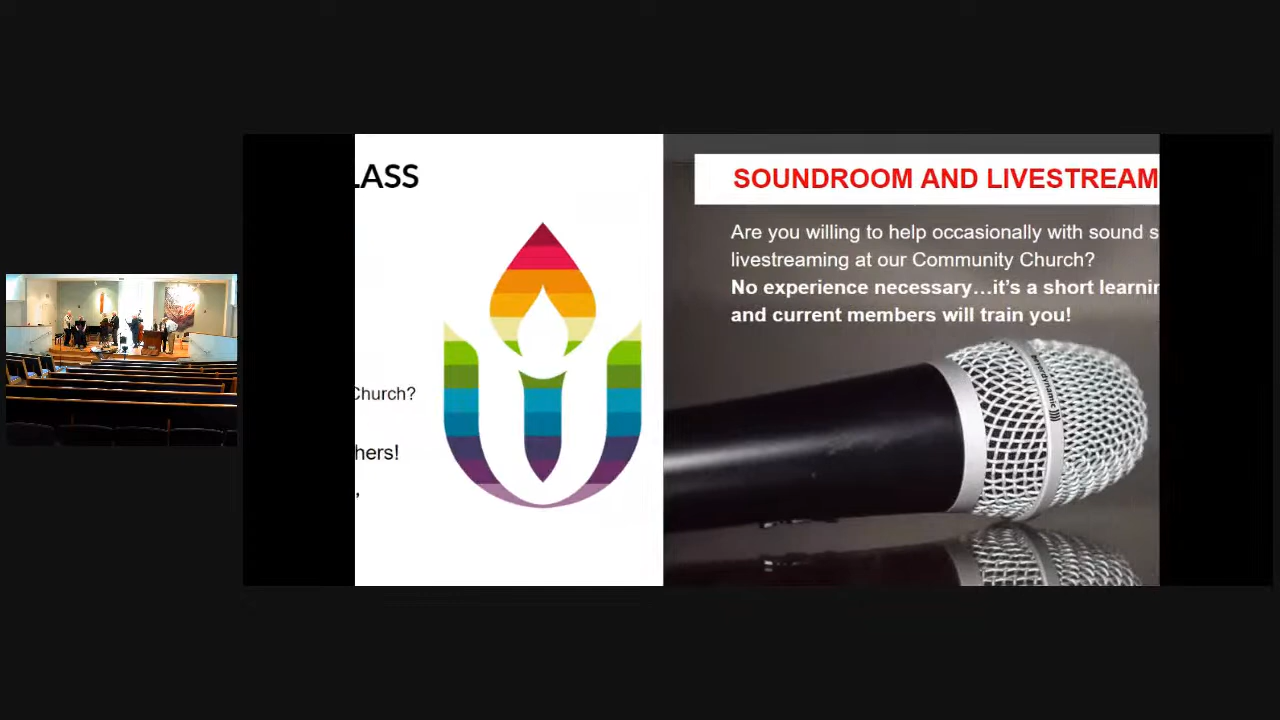 LASS
Church?
hers!
,
SOUNDROOM AND LIVESTREAM
Are you willing to help occasionally with sound s
livestreaming at our Community Church?
No experience necessary…it's a short learnin
and current members will train you!